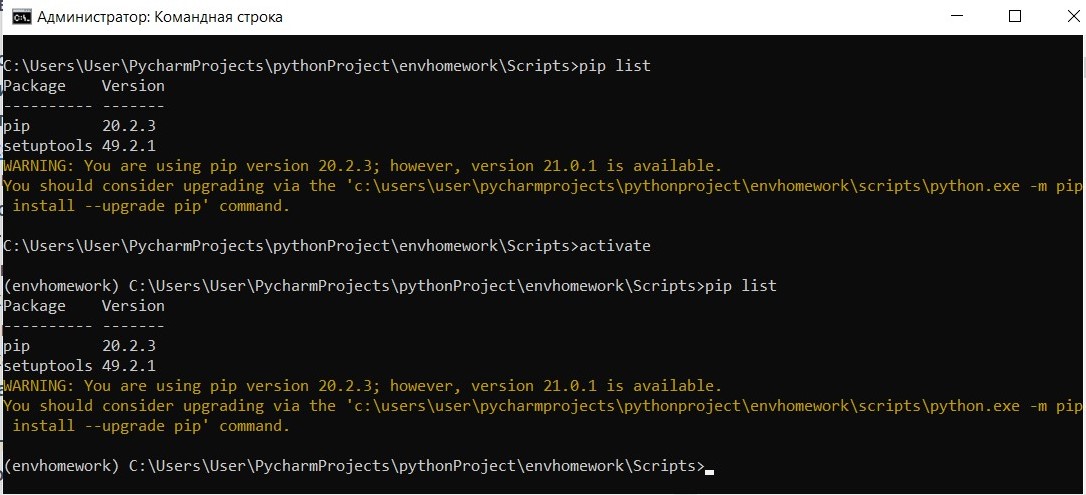 Администратор: Командная строка
C:\Users\User\PycharmProjects\pythonProject\envhomework\Scripts>pip list
Package    Version
---------- -------
pip        20.2.3
setuptools 49.2.1
WARNING: You are using pip version 20.2.3; however, version 21.0.1 is available.
You should consider upgrading via the 'c:\users\user\pycharmprojects\pythonproject\envhomework\scripts\python.exe -m pip
 install --upgrade pip' command.
C:\Users\User\PycharmProjects\pythonProject\envhomework\Scripts>activate
(envhomework) C:\Users\User\PycharmProjects\pythonProject\envhomework\Scripts>pip list
Package    Version
---------- -------
pip        20.2.3
setuptools 49.2.1
WARNING: You are using pip version 20.2.3; however, version 21.0.1 is available.
You should consider upgrading via the 'c:\users\user\pycharmprojects\pythonproject\envhomework\scripts\python.exe -m pip
 install --upgrade pip' command.
(envhomework) C:\Users\User\PycharmProjects\pythonProject\envhomework\Scripts>